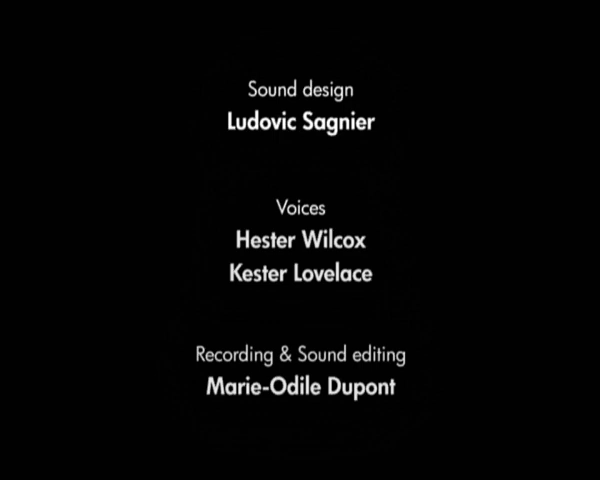 Sound design
Ludovic Sagnier
Voices
Hester Wilcox
Kester Lovelace
Recording & Sound editing
Marie-Odile Dupont